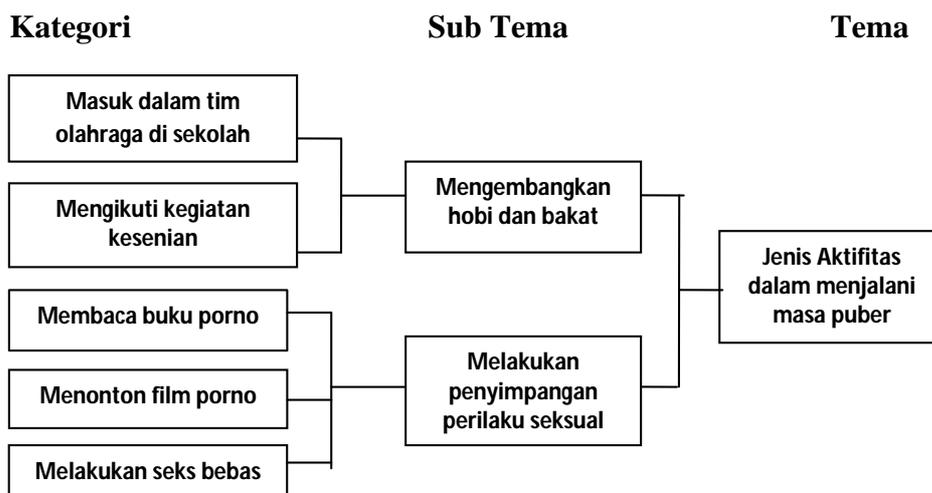 Kategori Sub Tema Tema
Masuk dalam tim
olahraga di sekolah
Mengikuti kegiatan
kesenian
Membaca buku porno
Menonton film porno
Melakukan seks bebas
Mengembangkan
hobi dan bakat
Melakukan
penyimpangan
perilaku seksual
Jenis Aktifitas
dalam menjalani
masa puber